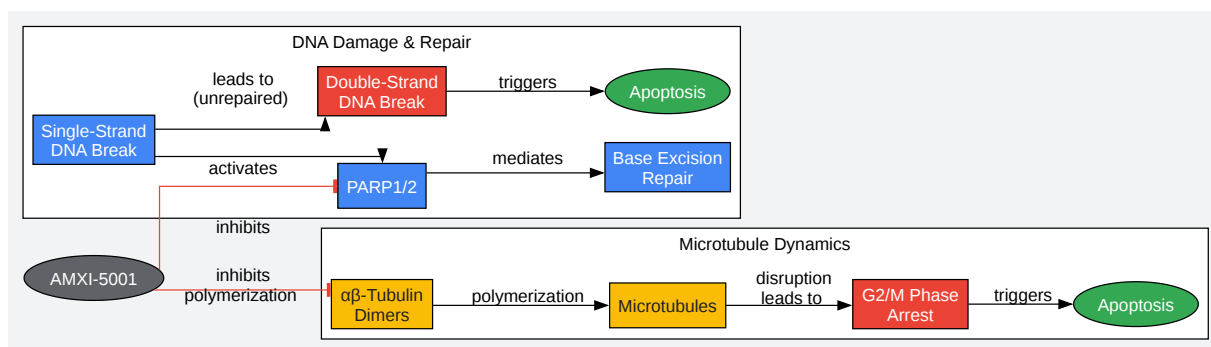 DNA Damage & Repair
leads to
(unrepaired)
Double-Strand
DNA Break
triggers
Apoptosis
Single-Strand
DNA Break
activates
PARP1/2
mediates
Base Excision
Repair
inhibits
AMXI-5001
inhibits
polymerization
Microtubule Dynamics
αβ-Tubulin
Dimers
polymerization
Microtubules
disruption
leads to
G2/M Phase
Arrest
triggers
Apoptosis